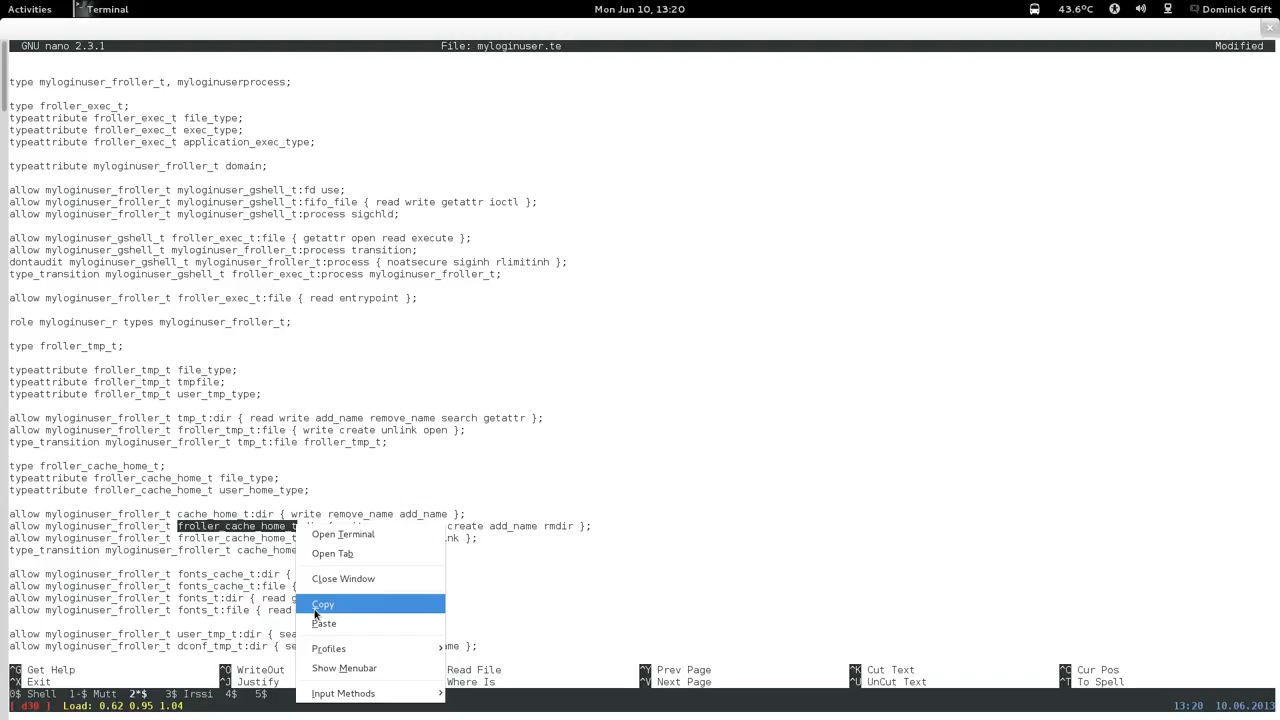 Activities Terminal Mon Jun 10, 13:20 43.6°C Dominick Grift
GNU nano 2.3.1 File: myloginuser.te Modified
type myloginuser_froller_t, myloginuserprocess;
type froller_exec_t;
typeattribute froller_exec_t file_type;
typeattribute froller_exec_t exec_type;
typeattribute froller_exec_t application_exec_type;
typeattribute myloginuser_froller_t domain;
allow myloginuser_froller_t myloginuser_gshell_t:fd use;
allow myloginuser_froller_t myloginuser_gshell_t:fifo_file { read write getattr ioctl };
allow myloginuser_froller_t myloginuser_gshell_t:process sigchld;
allow myloginuser_gshell_t froller_exec_t:file { getattr open read execute };
allow myloginuser_gshell_t myloginuser_froller_t:process transition;
dontaudit myloginuser_gshell_t myloginuser_froller_t:process { noatsecure siginh rlimitinh };
type_transition myloginuser_gshell_t froller_exec_t:process myloginuser_froller_t;
allow myloginuser_froller_t froller_exec_t:file { read entrypoint };
role myloginuser_r types myloginuser_froller_t;
type froller_tmp_t;
typeattribute froller_tmp_t file_type;
typeattribute froller_tmp_t tmpfile;
typeattribute froller_tmp_t user_tmp_type;
allow myloginuser_froller_t tmp_t:dir { read write add_name remove_name search getattr };
allow myloginuser_froller_t froller_tmp_t:file { write create unlink open };
type_transition myloginuser_froller_t tmp_t:file froller_tmp_t;
type froller_cache_home_t;
typeattribute froller_cache_home_t file_type;
typeattribute froller_cache_home_t user_home_type;
allow myloginuser_froller_t cache_home_t:dir { write remove_name add_name };
allow myloginuser_froller_t froller_cache_home_t create add_name rmdir };
allow myloginuser_froller_t froller_cache_home_t nk };
type_transition myloginuser_froller_t cache_home
allow myloginuser_froller_t fonts_cache_t:dir {
allow myloginuser_froller_t fonts_cache_t:file {
allow myloginuser_froller_t fonts_t:dir { read
allow myloginuser_froller_t fonts_t:file { read
allow myloginuser_froller_t user_tmp_t:dir { sea
allow myloginuser_froller_t dconf_tmp_t:dir { se me };
Open Terminal
Open Tab
Close Window
Copy
Paste
Profiles
Show Menubar
Input Methods
^G Get Help ^O WriteOut Read File ^Y Prev Page ^K Cut Text ^C Cur Pos
^X Exit ^J Justify Where Is ^V Next Page ^U UnCut Text ^T To Spell
0$ Shell 1-$ Mutt 2*$ 3$ Irssi 4$ 5$
[ d30 ] Load: 0.62 0.95 1.04 13:20 10.06.2013